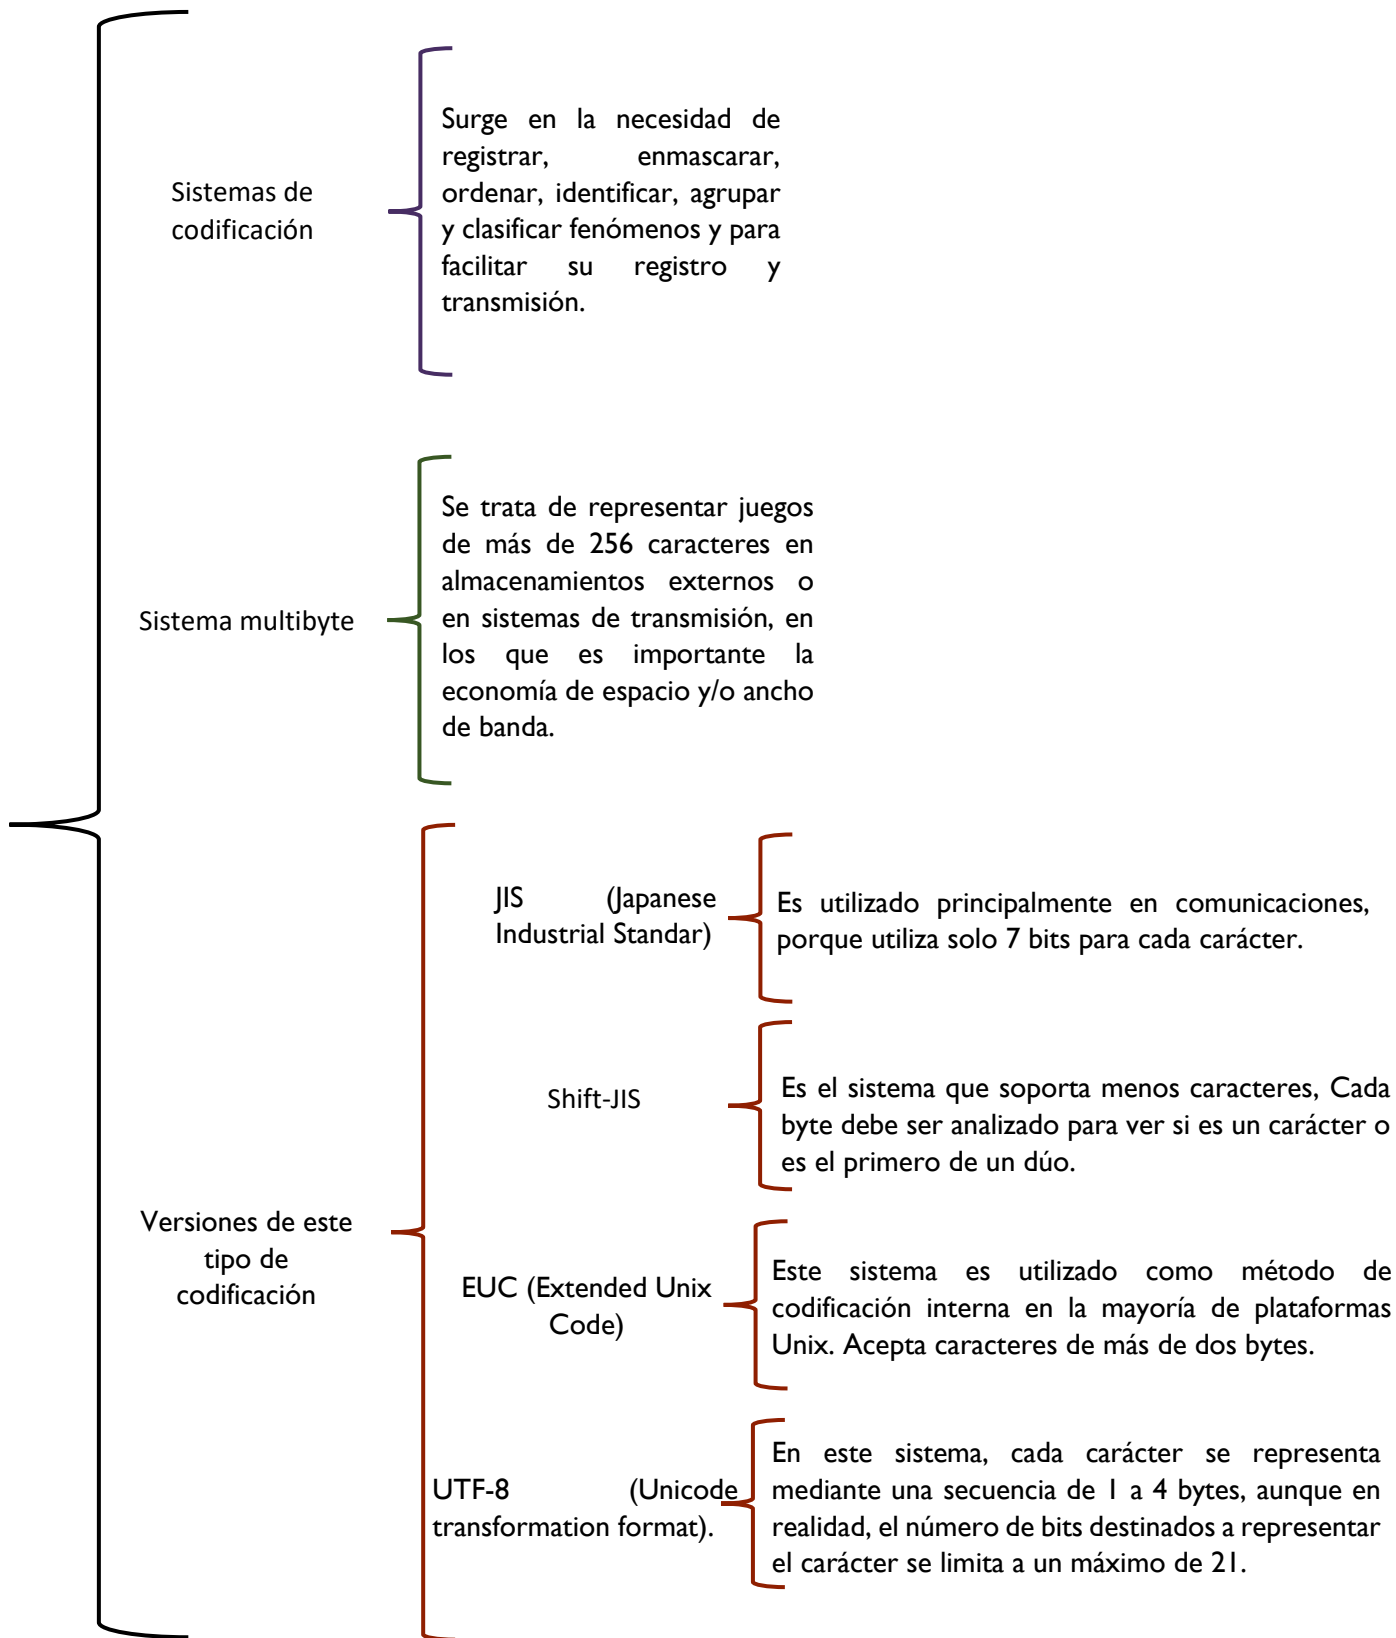 Sistemas de
codificación
Surge en la necesidad de
registrar, enmascarar,
ordenar, identificar, agrupar
y clasificar fenómenos y para
facilitar su registro y
transmisión.
Sistema multibyte
Se trata de representar juegos
de más de 256 caracteres en
almacenamientos externos o
en sistemas de transmisión, en
los que es importante la
economía de espacio y/o ancho
de banda.
Versiones de este
tipo de
codificación
JIS (Japanese
Industrial Standar)
Es utilizado principalmente en comunicaciones,
porque utiliza solo 7 bits para cada carácter.
Shift-JIS
Es el sistema que soporta menos caracteres, Cada
byte debe ser analizado para ver si es un carácter o
es el primero de un dúo.
EUC (Extended Unix
Code)
Este sistema es utilizado como método de
codificación interna en la mayoría de plataformas
Unix. Acepta caracteres de más de dos bytes.
UTF-8 (Unicode
transformation format).
En este sistema, cada carácter se representa
mediante una secuencia de 1 a 4 bytes, aunque en
realidad, el número de bits destinados a representar
el carácter se limita a un máximo de 21.